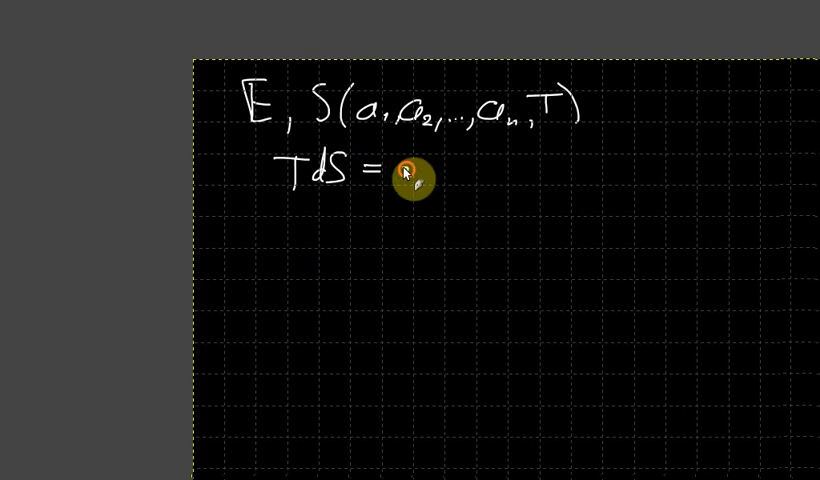 E, S(a₁, a₂, ..., aₙ, T)
TdS =